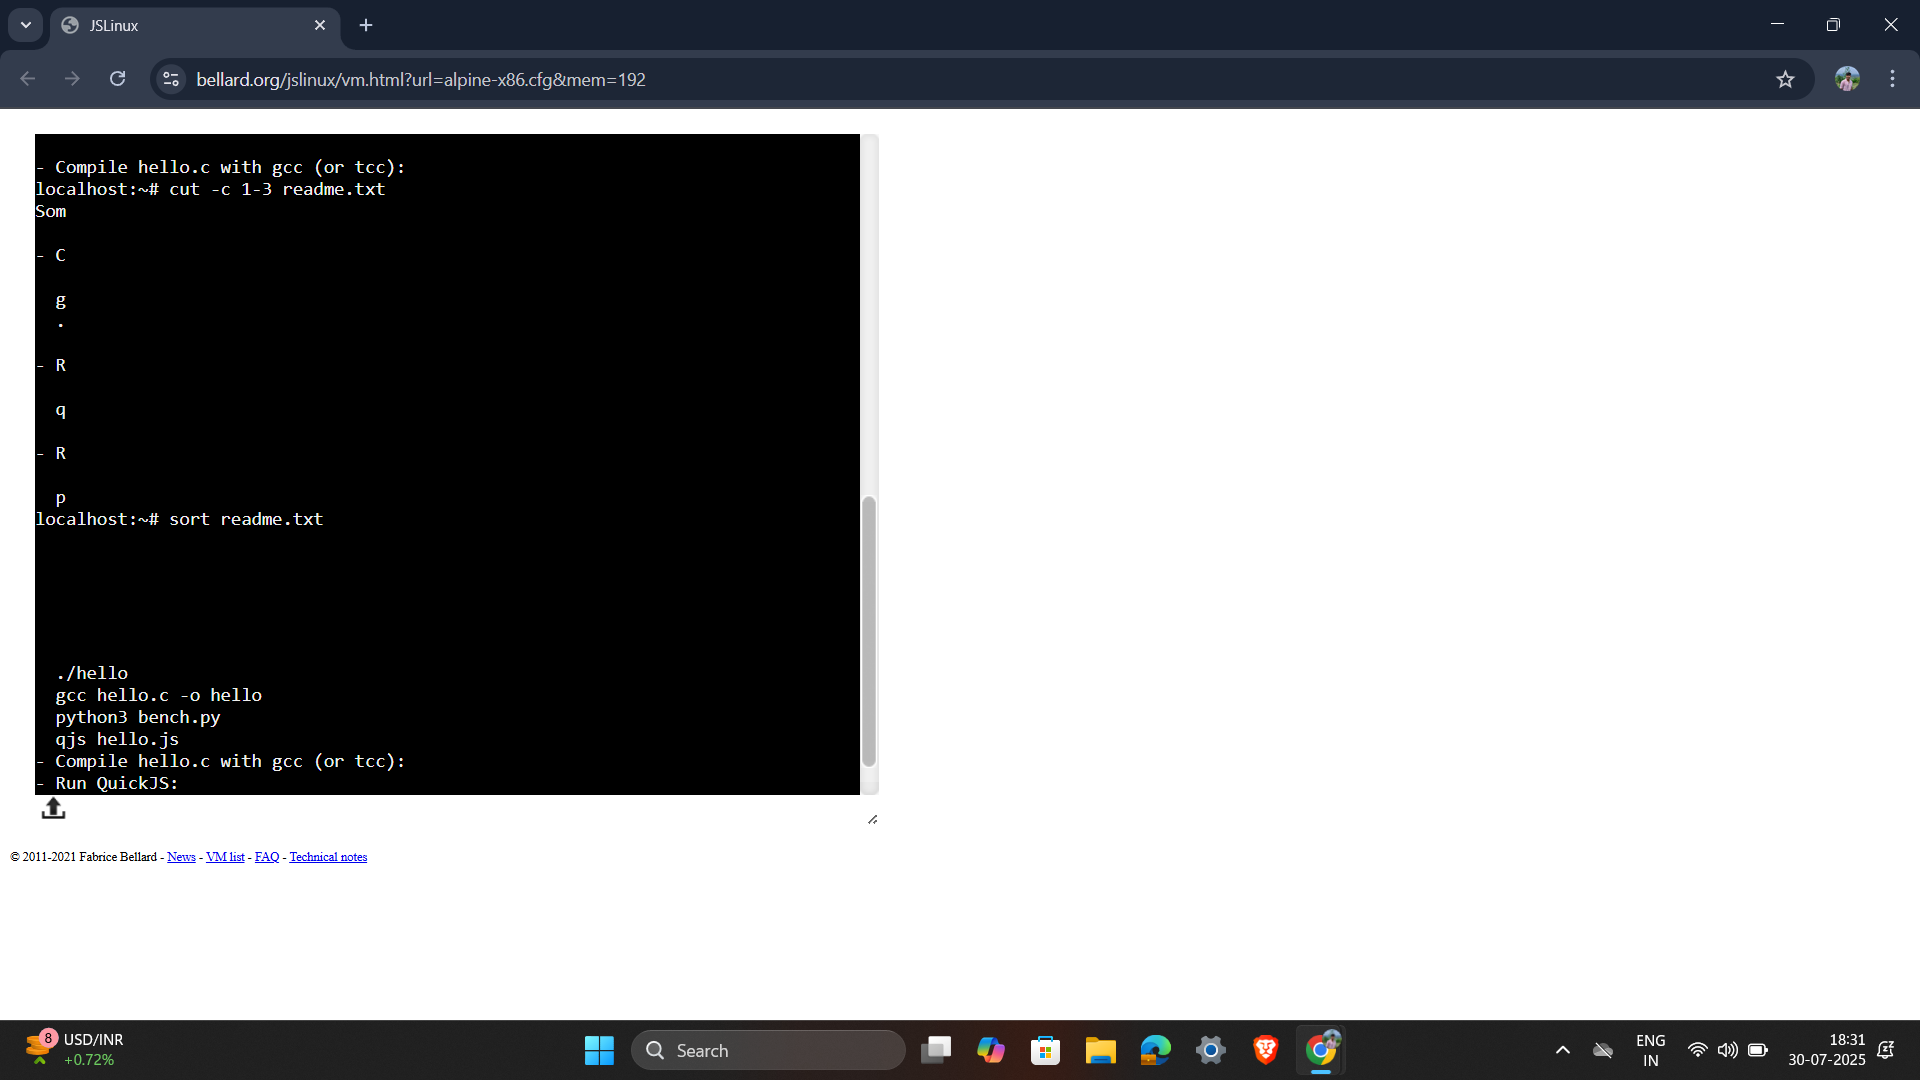 JSLinux
bellard.org/jslinux/vm.html?url=alpine-x86.cfg&mem=192
- Compile hello.c with gcc (or tcc):
localhost:~# cut -c 1-3 readme.txt
Som
- C
g
.
- R
q
- R
p
localhost:~# sort readme.txt
./hello
gcc hello.c -o hello
python3 bench.py
qjs hello.js
- Compile hello.c with gcc (or tcc):
- Run QuickJS:
© 2011-2021 Fabrice Bellard - News - VM list - FAQ - Technical notes
8 USD/INR
+0.72%
Search
ENG
IN
18:31
30-07-2025